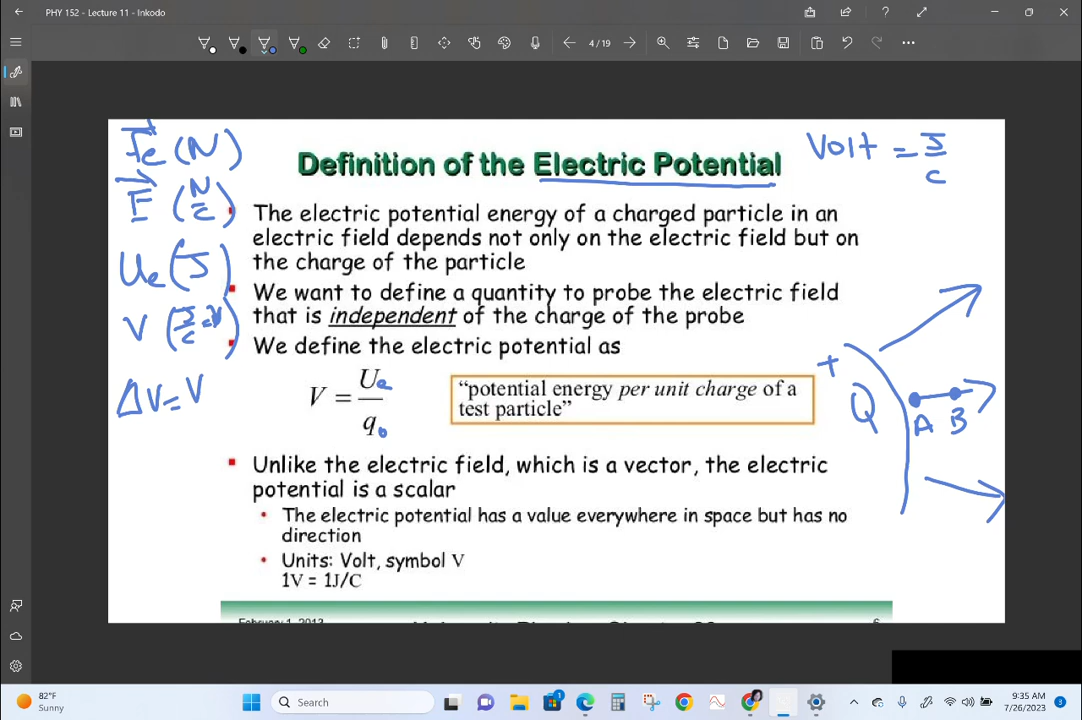 PHY 152 - Lecture 11 - Inkodo
4 / 19
Fe (N)
E (N/C)
Ue (J)
V (J/C = V)
ΔV = V
Volt = J/C
Definition of the Electric Potential
The electric potential energy of a charged particle in an
electric field depends not only on the electric field but on
the charge of the particle
We want to define a quantity to probe the electric field
that is independent of the charge of the probe
We define the electric potential as
V = Ue / q0
"potential energy per unit charge of a
test particle"
+
Q
A B
Unlike the electric field, which is a vector, the electric
potential is a scalar
The electric potential has a value everywhere in space but has no
direction
Units: Volt, symbol V
1V = 1J/C
February 1, 2013
6
82°F
Sunny
Search
9:35 AM
7/26/2023
3